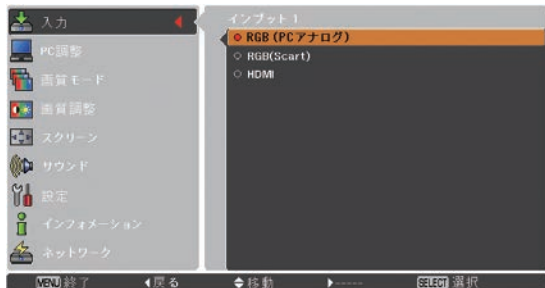 入力
PC調整
画質モード
画質調整
スクリーン
サウンド
設定
インフォメーション
ネットワーク
インプット 1
RGB (PCアナログ)
RGB(Scart)
HDMI
MENU 終了 戻る 移動 ----- SELECT 選択